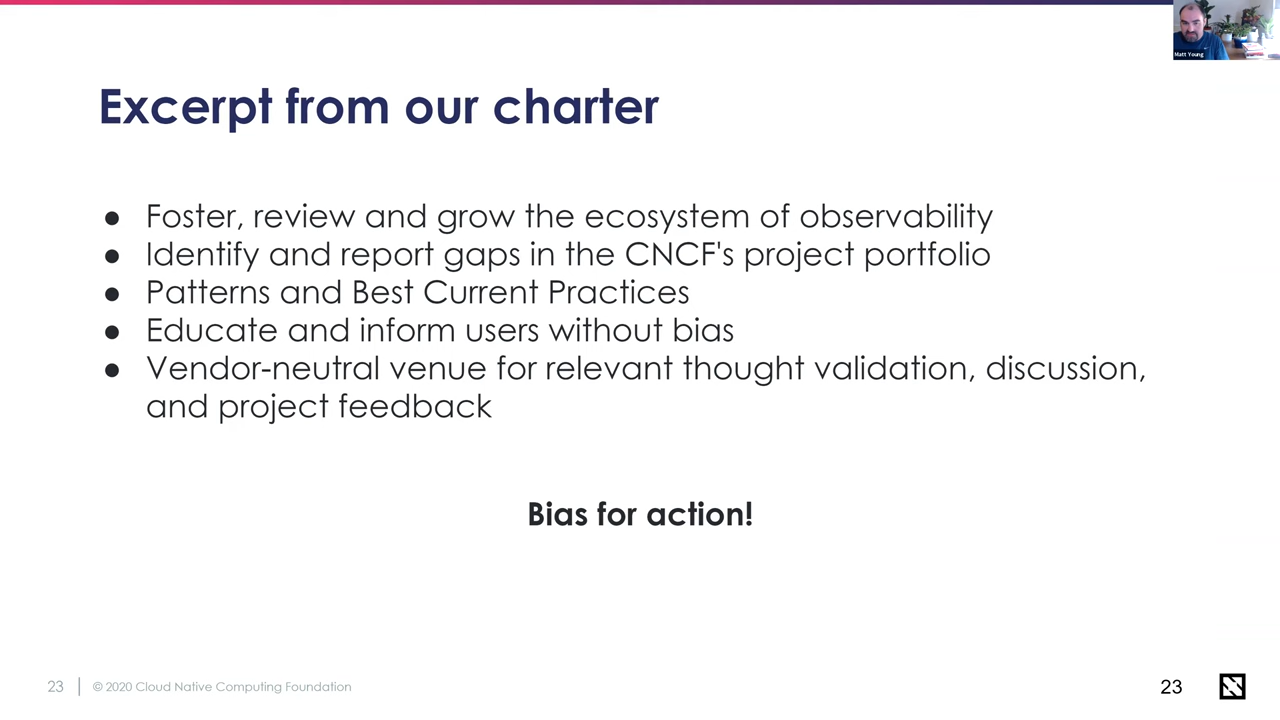 Matt Young
Excerpt from our charter
● Foster, review and grow the ecosystem of observability
● Identify and report gaps in the CNCF's project portfolio
● Patterns and Best Current Practices
● Educate and inform users without bias
● Vendor-neutral venue for relevant thought validation, discussion,
and project feedback
Bias for action!
23 | © 2020 Cloud Native Computing Foundation
23